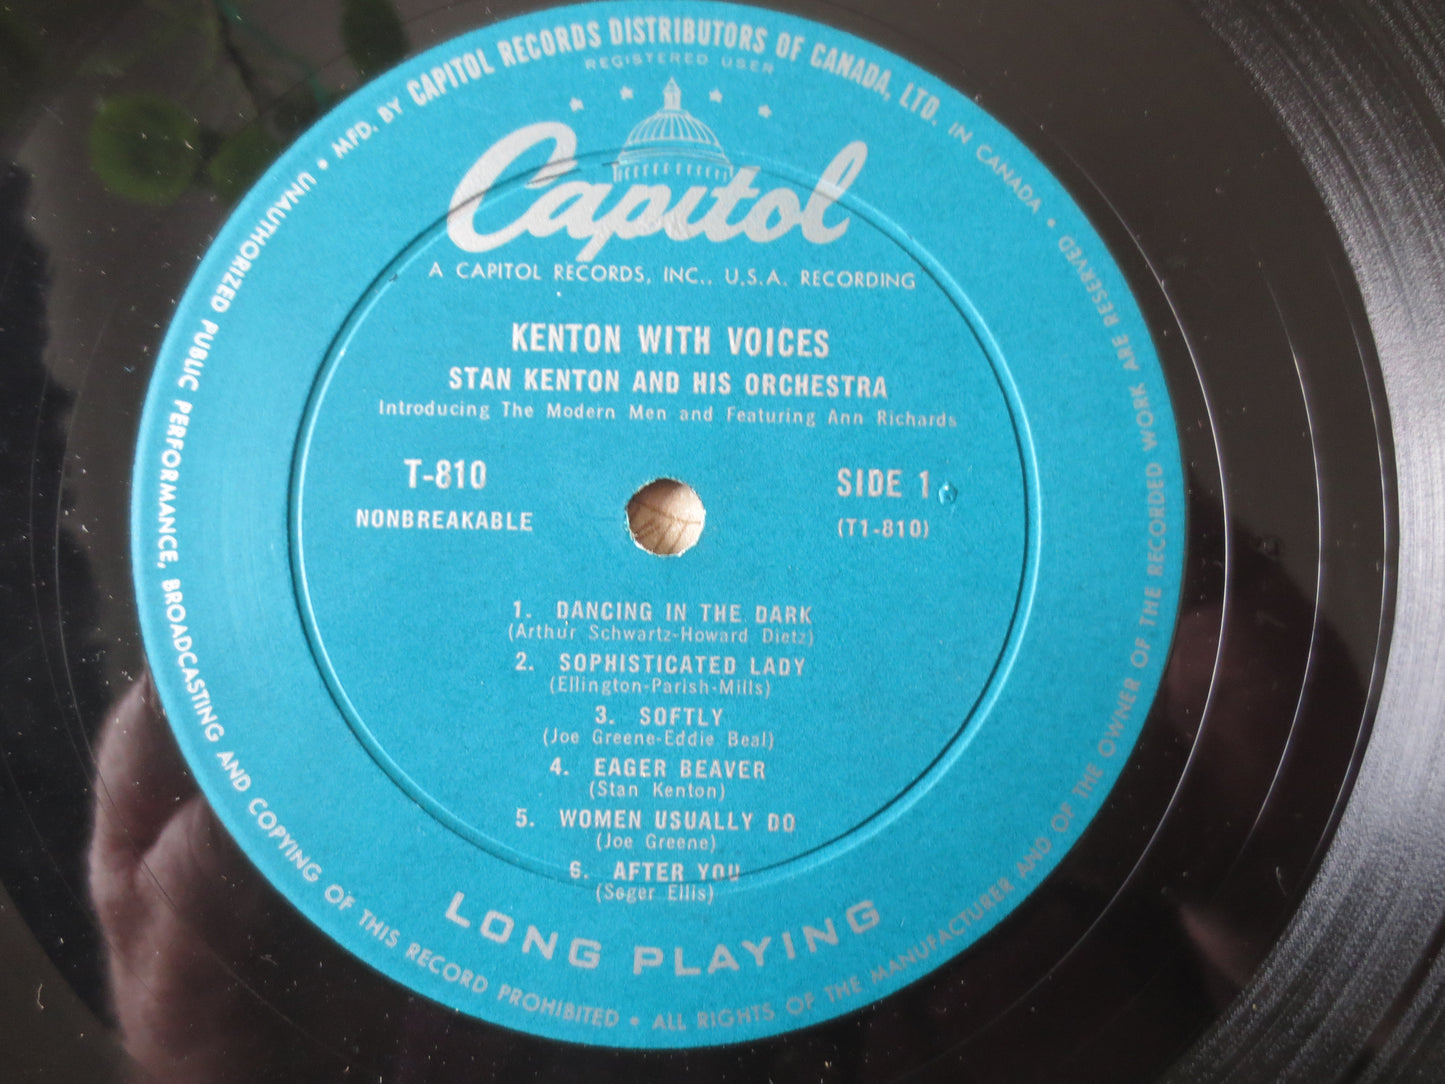 MFD. BY CAPITOL RECORDS DISTRIBUTORS OF CANADA, LTD. IN CANADA •
REGISTERED USER
Capitol
A CAPITOL RECORDS, INC., U.S.A. RECORDING
KENTON WITH VOICES
STAN KENTON AND HIS ORCHESTRA
Introducing The Modern Men and Featuring Ann Richards
T-810
SIDE 1
NONBREAKABLE
(T1-810)
1. DANCING IN THE DARK
(Arthur Schwartz-Howard Dietz)
2. SOPHISTICATED LADY
(Ellington-Parish-Mills)
3. SOFTLY
(Joe Greene-Eddie Beal)
4. EAGER BEAVER
(Stan Kenton)
5. WOMEN USUALLY DO
(Joe Greene)
6. AFTER YOU
(Seger Ellis)
LONG PLAYING
UNAUTHORIZED PUBLIC PERFORMANCE, BROADCASTING AND COPYING OF THIS RECORD PROHIBITED • ALL RIGHTS OF THE MANUFACTURER AND OF THE OWNER OF THE RECORDED WORK ARE RESERVED